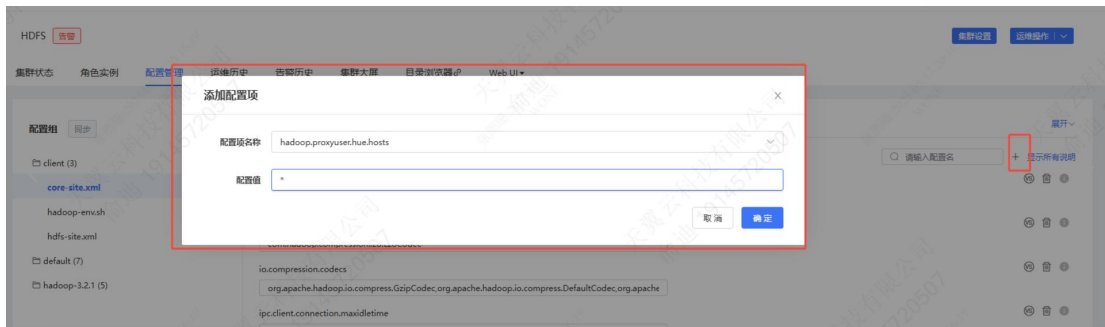 HDFS 告警
集群设置 运维操作
集群状态 角色实例 配置管理 运维历史 告警历史 集群大屏 目录浏览器 Web UI
添加配置项
配置项名称 hadoop.proxyuser.hue.hosts
配置值 *
取消 确定
配置组 同步
展开
请输入配置名 + 显示所有说明
client (3)
core-site.xml
hadoop-env.sh
hdfs-site.xml
default (7)
hadoop-3.2.1 (5)
io.compression.codecs
org.apache.hadoop.io.compress.GzipCodec,org.apache.hadoop.io.compress.DefaultCodec,org.apache
ipc.client.connection.maxidletime